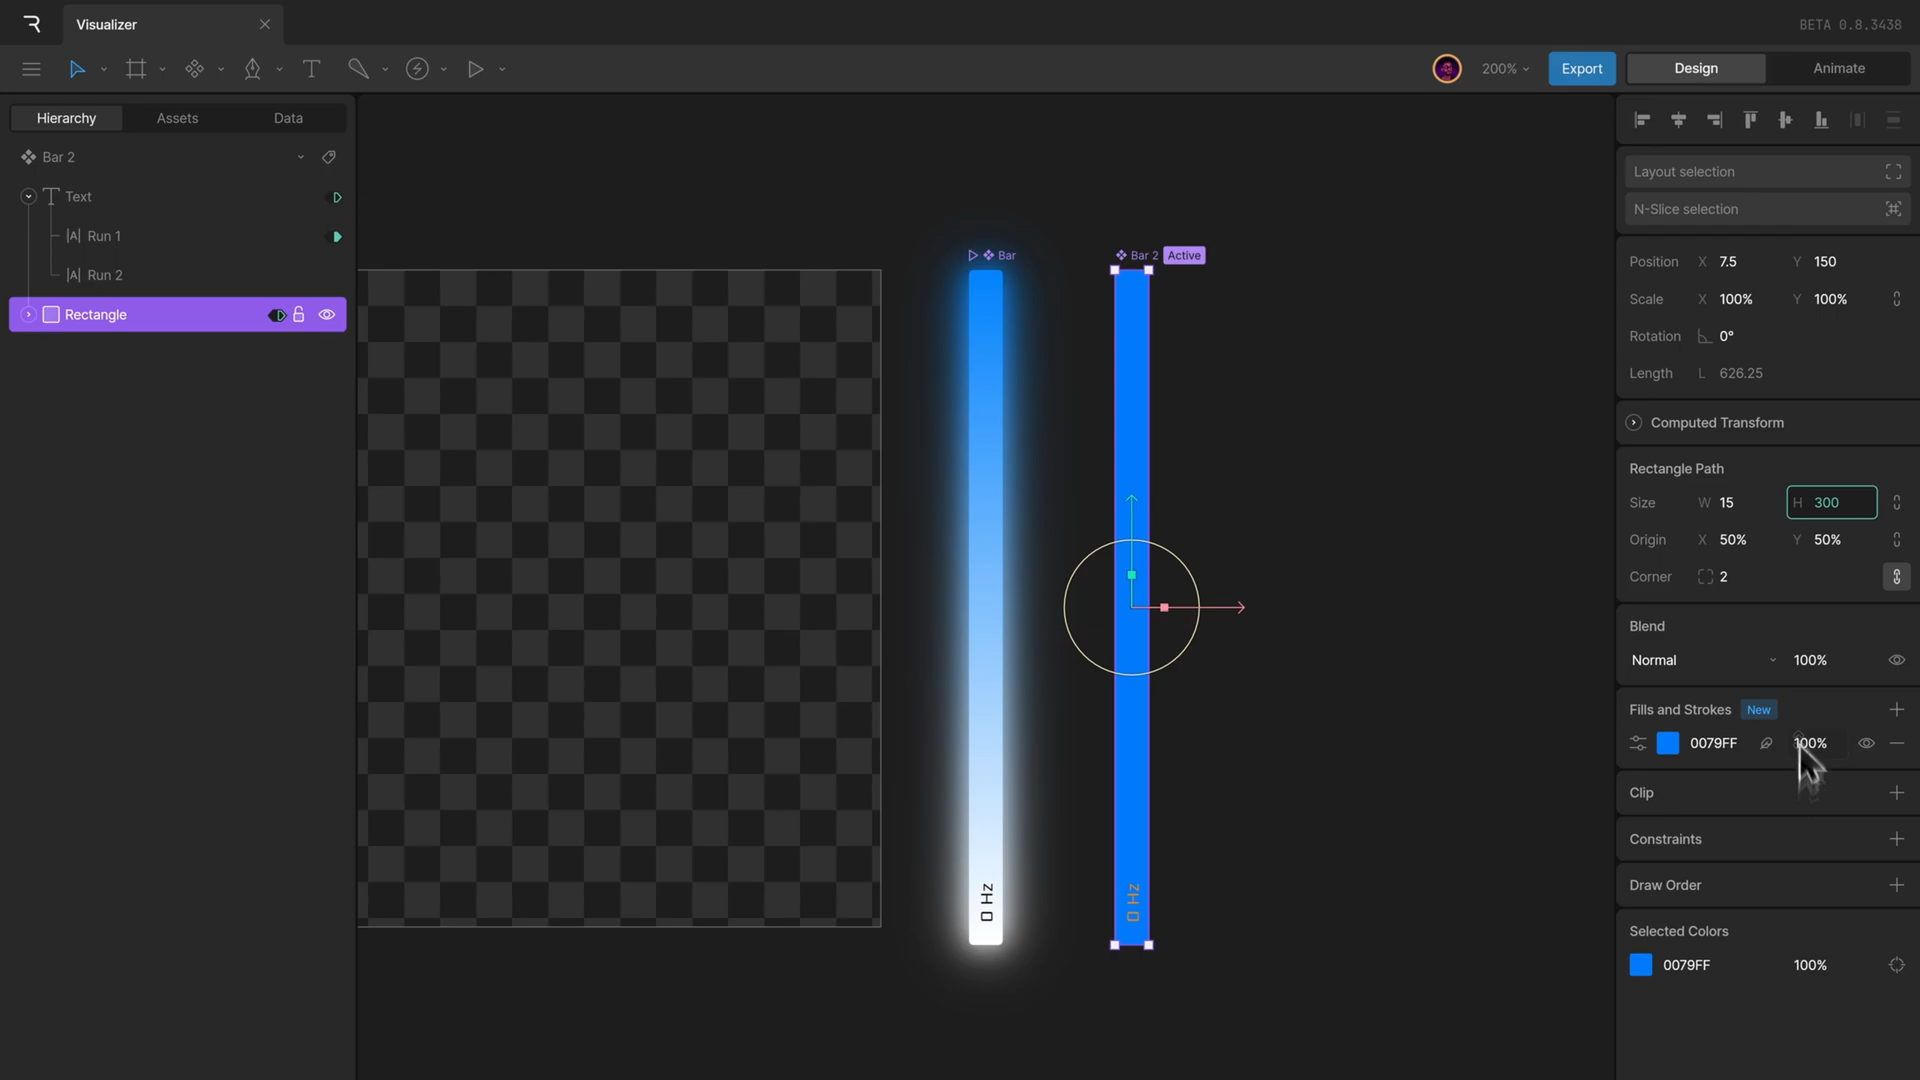 Visualizer
BETA 0.8.3438
200%
Export
Design
Animate
Hierarchy
Assets
Data
Bar 2
Text
Run 1
Run 2
Rectangle
Bar
Bar 2
Active
0 Hz
0 Hz
Layout selection
N-Slice selection
Position X 7.5 Y 150
Scale X 100% Y 100%
Rotation 0°
Length L 626.25
Computed Transform
Rectangle Path
Size W 15 H 300
Origin X 50% Y 50%
Corner 2
Blend
Normal 100%
Fills and Strokes New
0079FF 100%
Clip
Constraints
Draw Order
Selected Colors
0079FF 100%